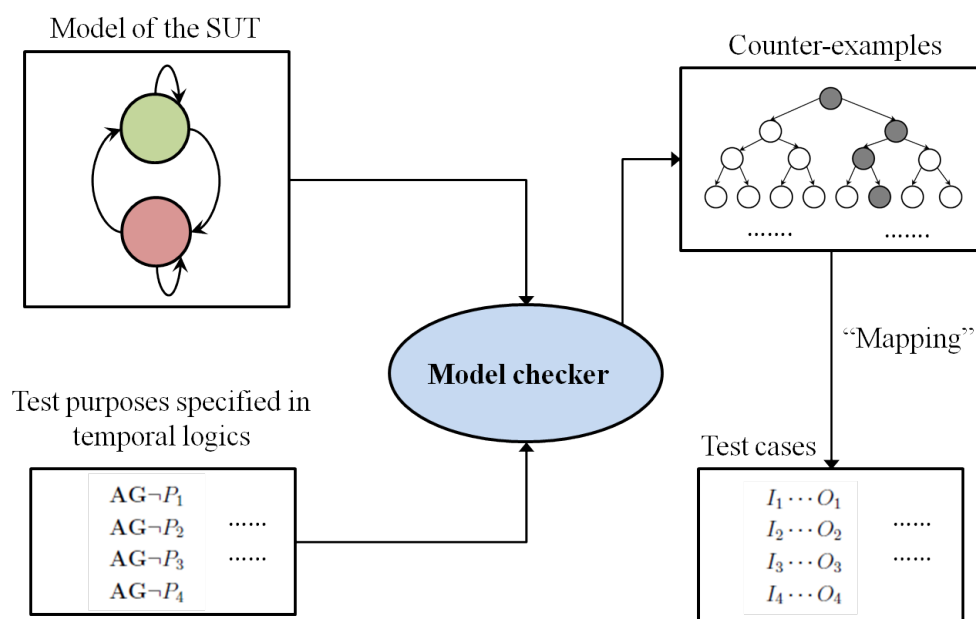 Model of the SUT
Counter-examples
.......
.......
“Mapping”
Model checker
Test purposes specified in
temporal logics
AG¬P₁
AG¬P₂ ......
AG¬P₃ ......
AG¬P₄
Test cases
I₁ ⋯ O₁
I₂ ⋯ O₂ ......
I₃ ⋯ O₃ ......
I₄ ⋯ O₄